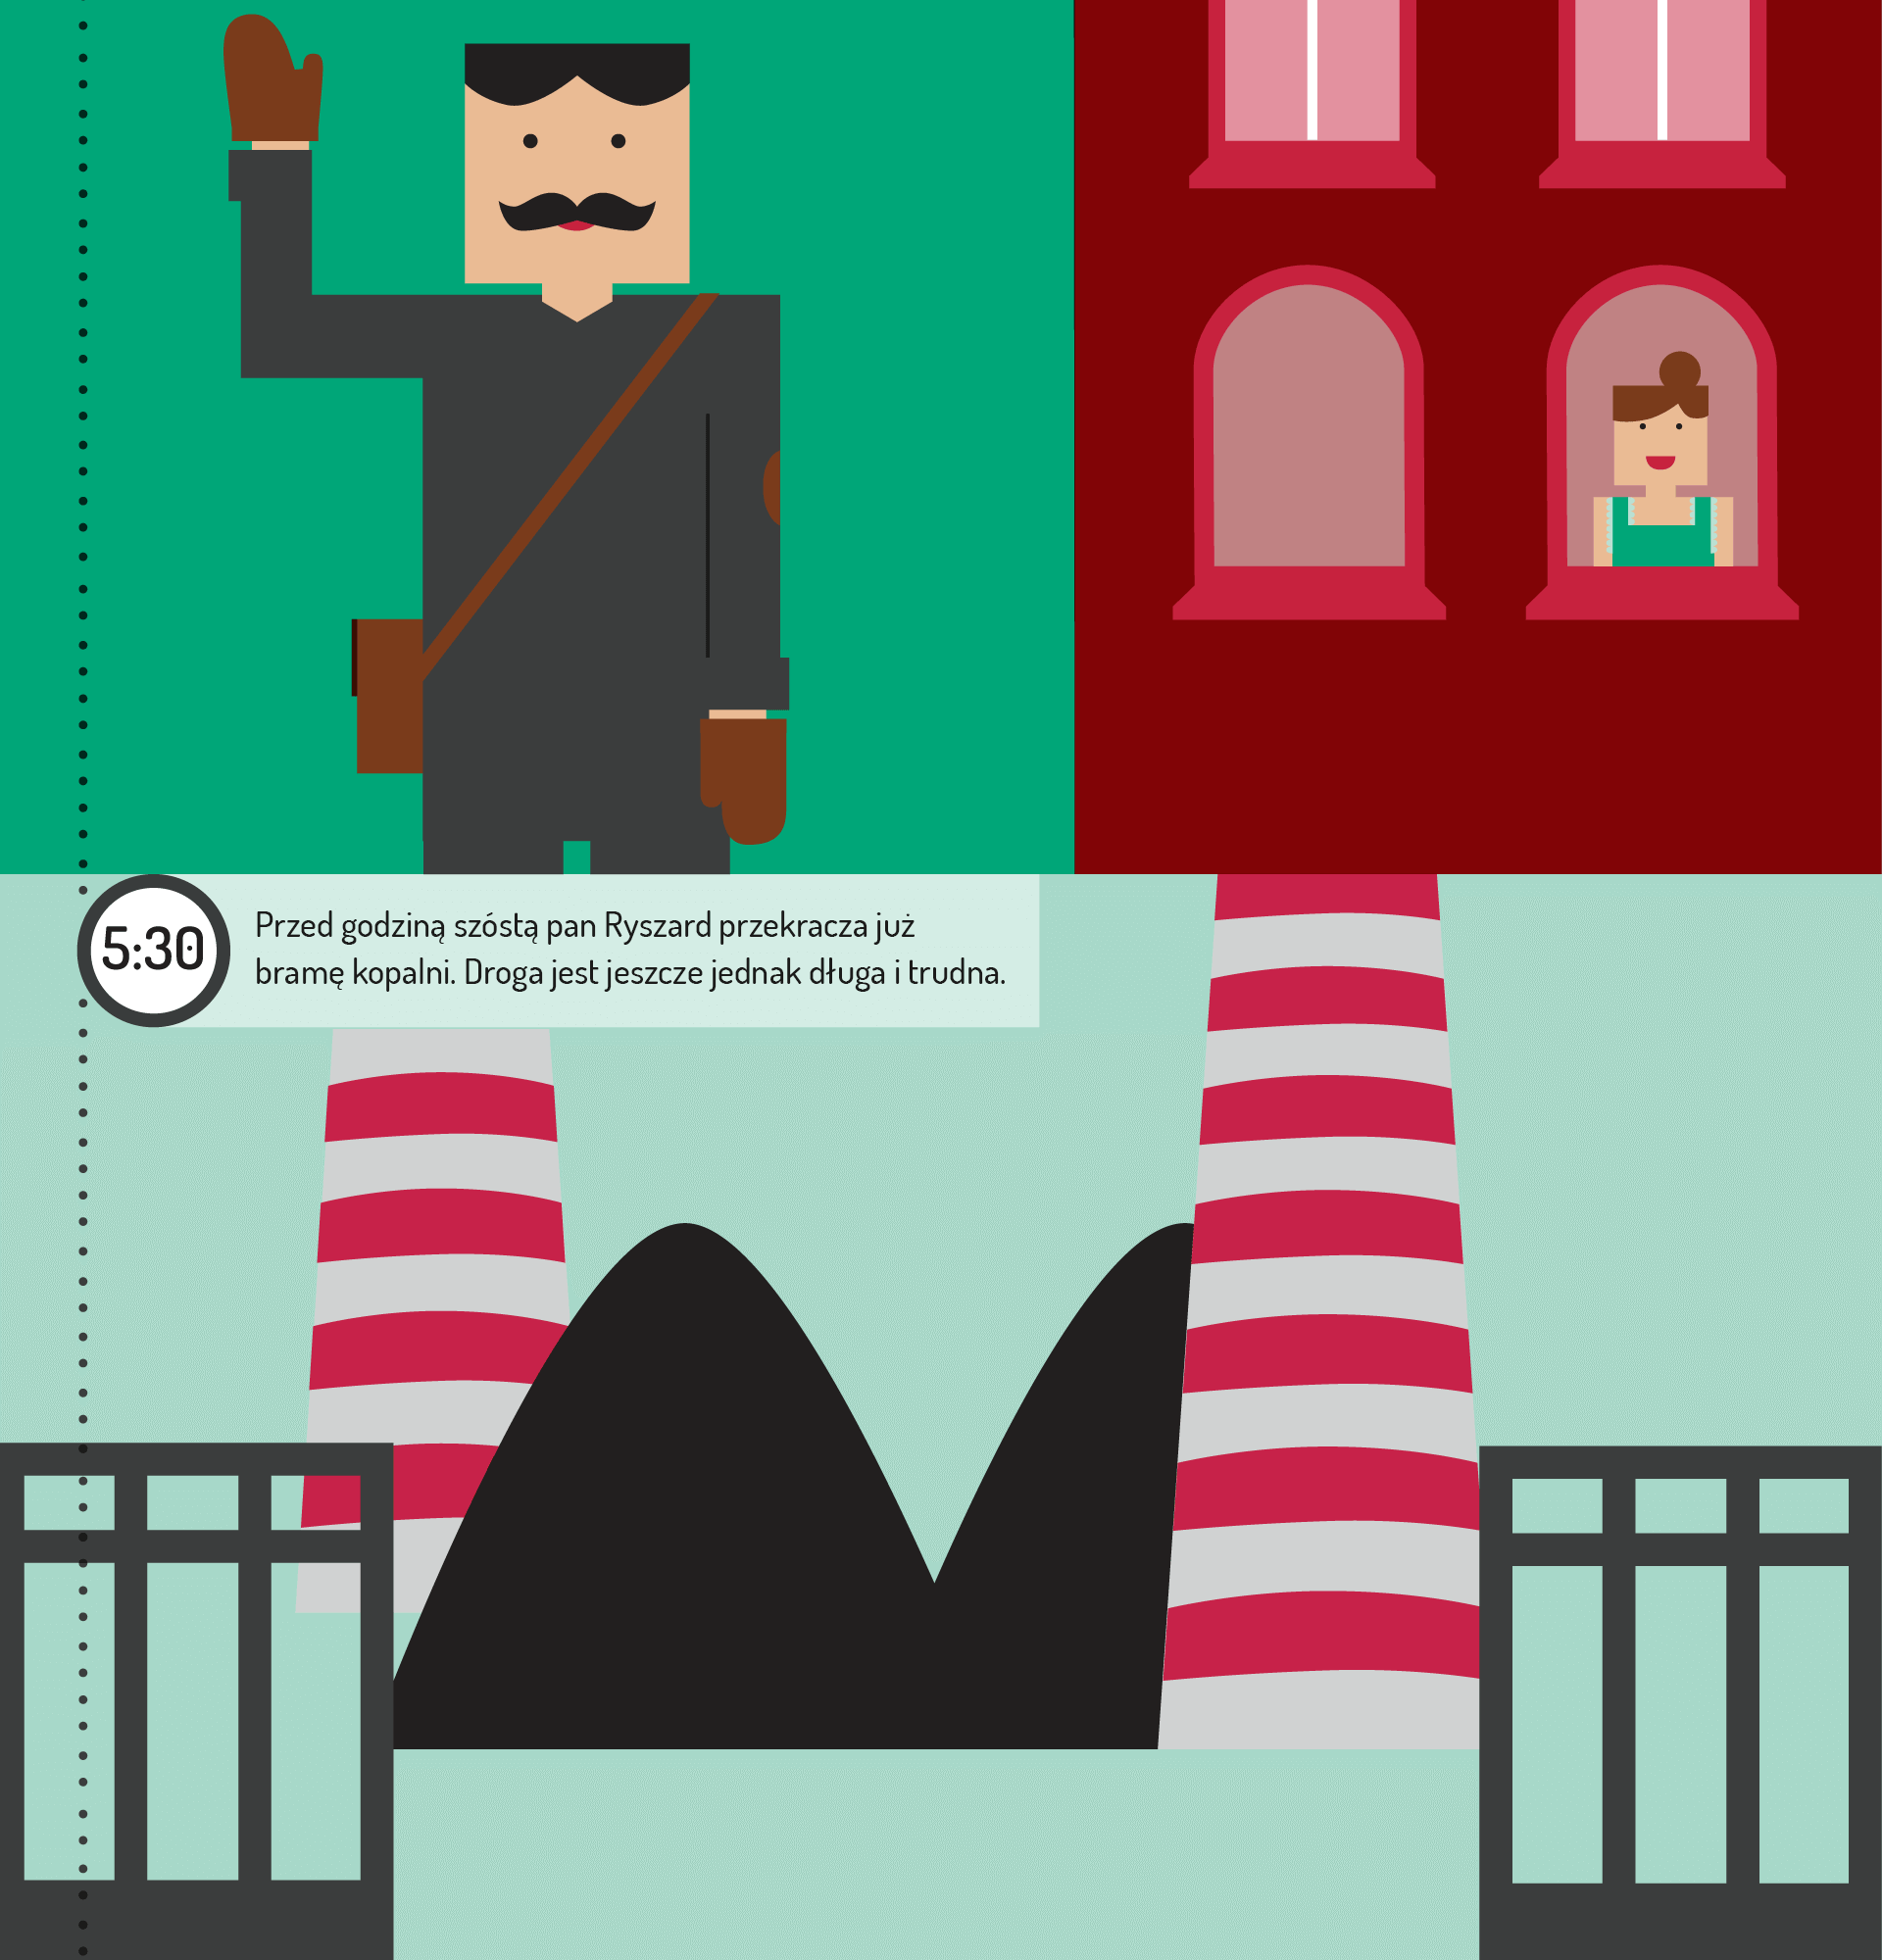 5:30
Przed godziną szóstą pan Ryszard przekracza już
bramę kopalni. Droga jest jeszcze jednak długa i trudna.